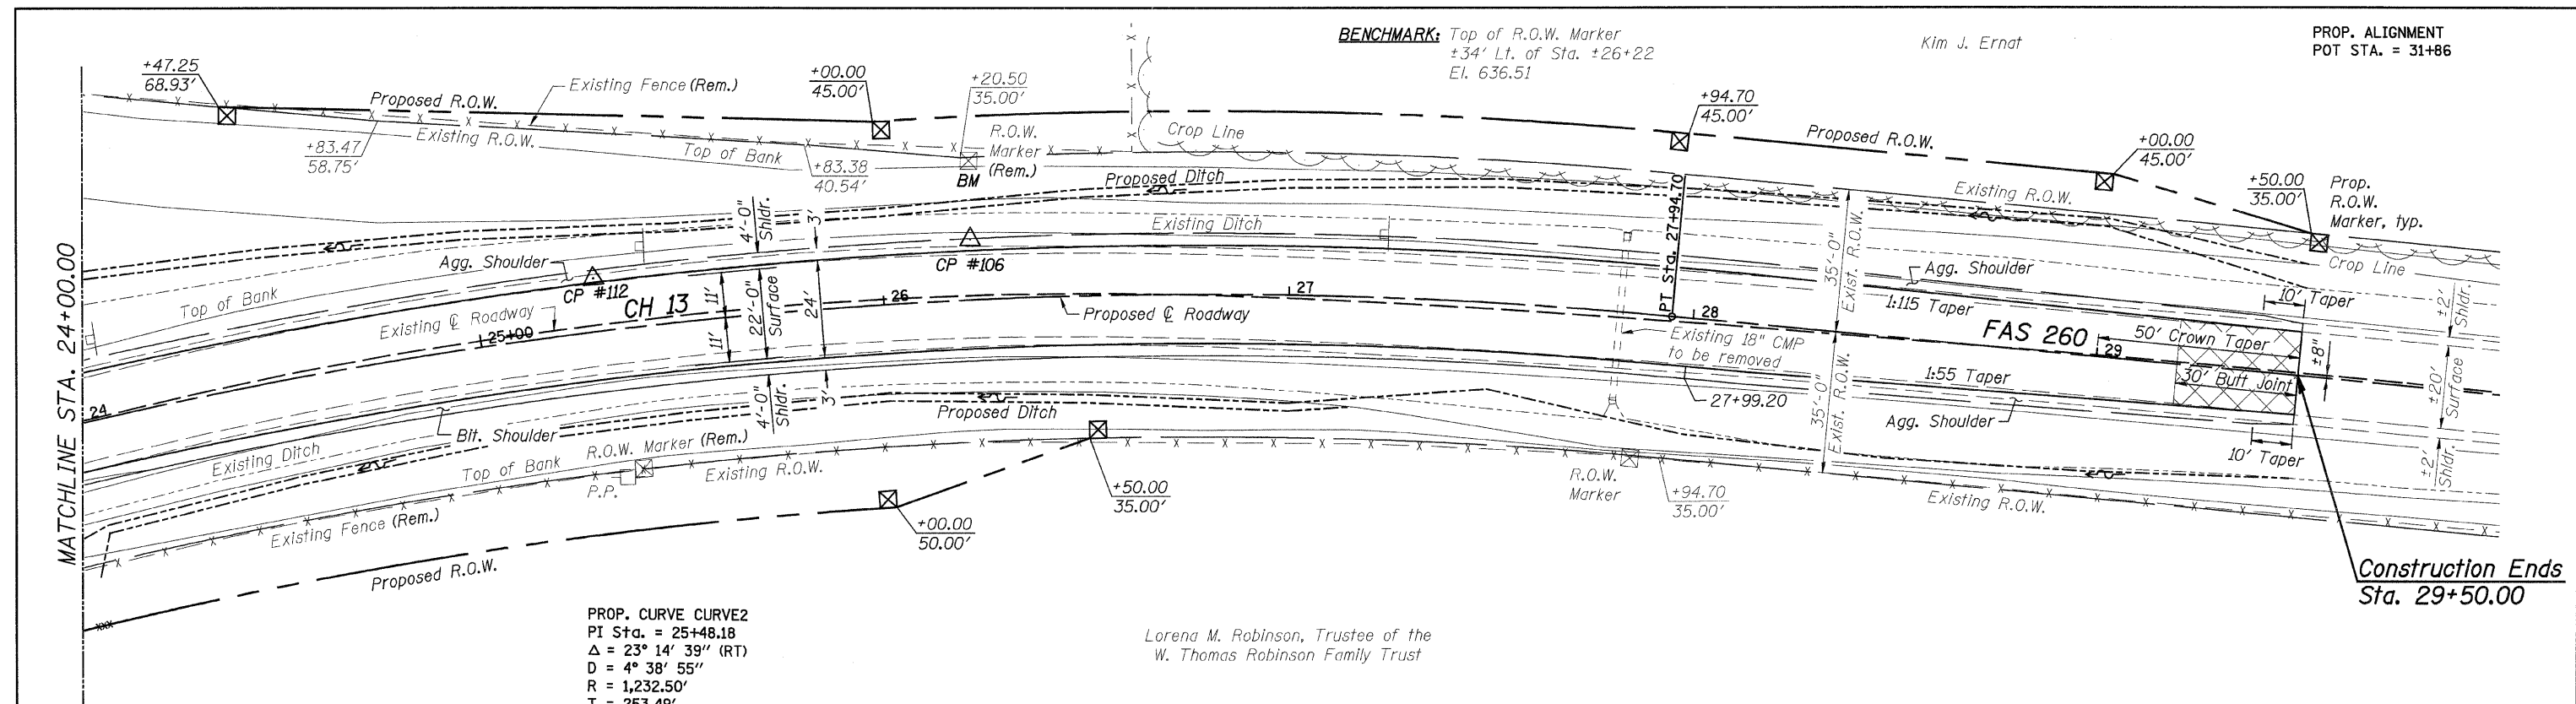 BENCHMARK: Top of R.O.W. Marker
±34' Lt. of Sta. ±26+22
El. 636.51
Kim J. Ernat
PROP. ALIGNMENT
POT STA. = 31+86
+47.25
68.93'
Existing Fence (Rem.)
Proposed R.O.W.
Existing R.O.W.
+83.47
58.75'
Top of Bank
+00.00
45.00'
+83.38
40.54'
+20.50
35.00'
R.O.W.
Marker
(Rem.)
BM
Crop Line
Proposed Ditch
Existing Ditch
+94.70
45.00'
Proposed R.O.W.
+00.00
45.00'
Existing R.O.W.
+50.00
35.00'
Prop.
R.O.W.
Marker, typ.
Crop Line
MATCHLINE STA. 24+00.00
Agg. Shoulder
Top of Bank
CP #112
CH 13
Existing ℄ Roadway
24
25+00
4'-0"
Shldr.
3'
11'
11'
22'-0"
Surface
24'
4'-0"
Shldr.
3'
CP #106
26
27
Proposed ℄ Roadway
PT Sta. 27+94.70
28
Existing 18" CMP
to be removed
27+99.20
35'-0"
Exist. R.O.W.
35'-0"
Exist. R.O.W.
Agg. Shoulder
1:115 Taper
FAS 260
10' Taper
50' Crown Taper
29
30' Butt Joint
1:55 Taper
Agg. Shoulder
10' Taper
±8"
±2'
Shldr.
±20'
Surface
±2'
Shldr.
Existing Ditch
Bit. Shoulder
Proposed Ditch
Top of Bank
R.O.W. Marker (Rem.)
P.P.
Existing R.O.W.
Existing Fence (Rem.)
Proposed R.O.W.
+00.00
50.00'
+50.00
35.00'
R.O.W.
Marker
+94.70
35.00'
Existing R.O.W.
Construction Ends
Sta. 29+50.00
PROP. CURVE CURVE2
PI Sta. = 25+48.18
Δ = 23° 14' 39" (RT)
D = 4° 38' 55"
R = 1,232.50'
T = 253.49'
Lorena M. Robinson, Trustee of the
W. Thomas Robinson Family Trust